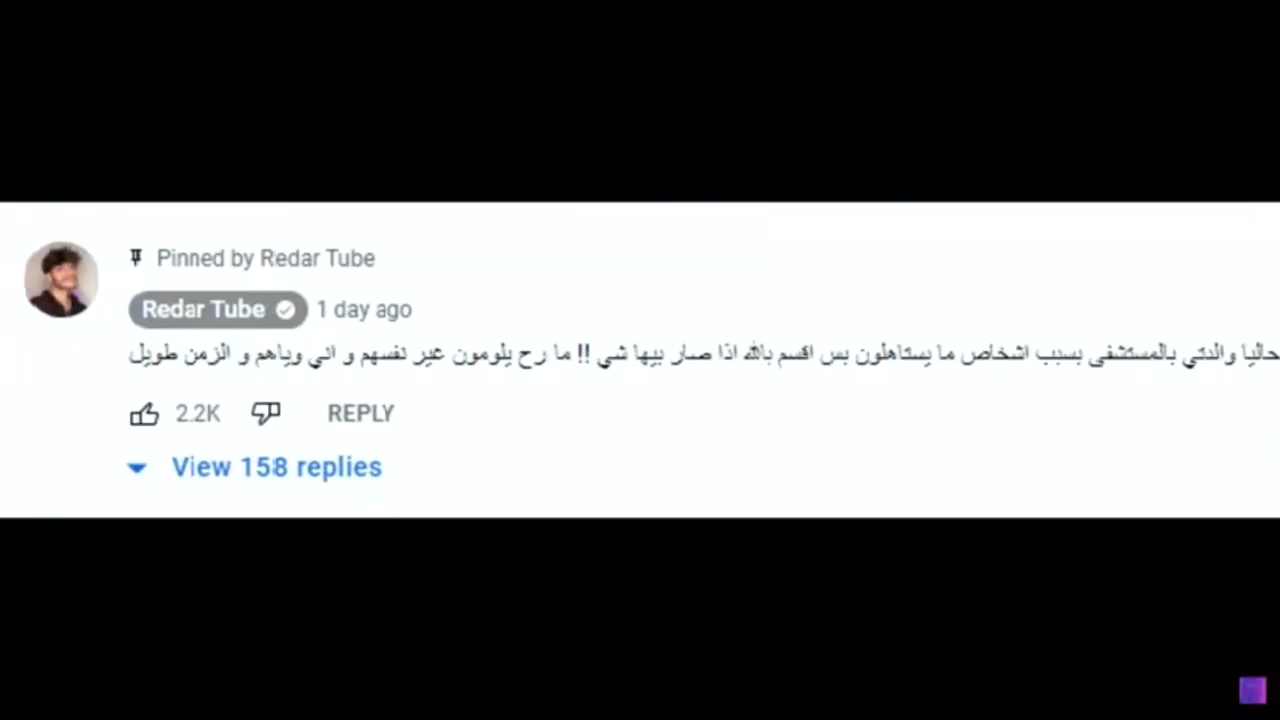 Pinned by Redar Tube
Redar Tube 1 day ago
حاليا والدتي بالمستشفى بسبب اشخاص ما يستاهلون بس اقسم بالله اذا صار بيها شي !! ما رح يلومون غير نفسهم و اني وياهم و الزمن طويل
2.2K REPLY
View 158 replies